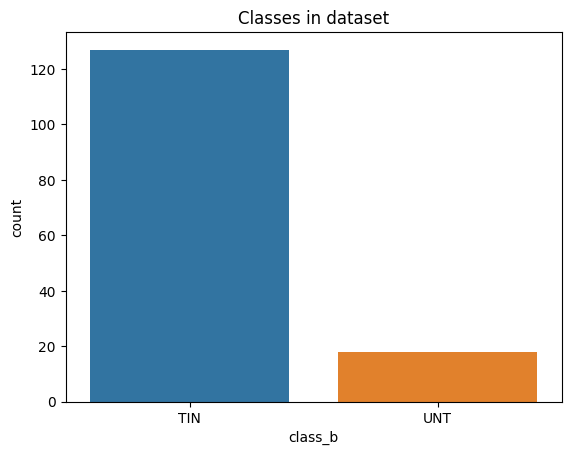 Classes in dataset
120
100
80
60
40
20
0
count
TIN
UNT
class_b